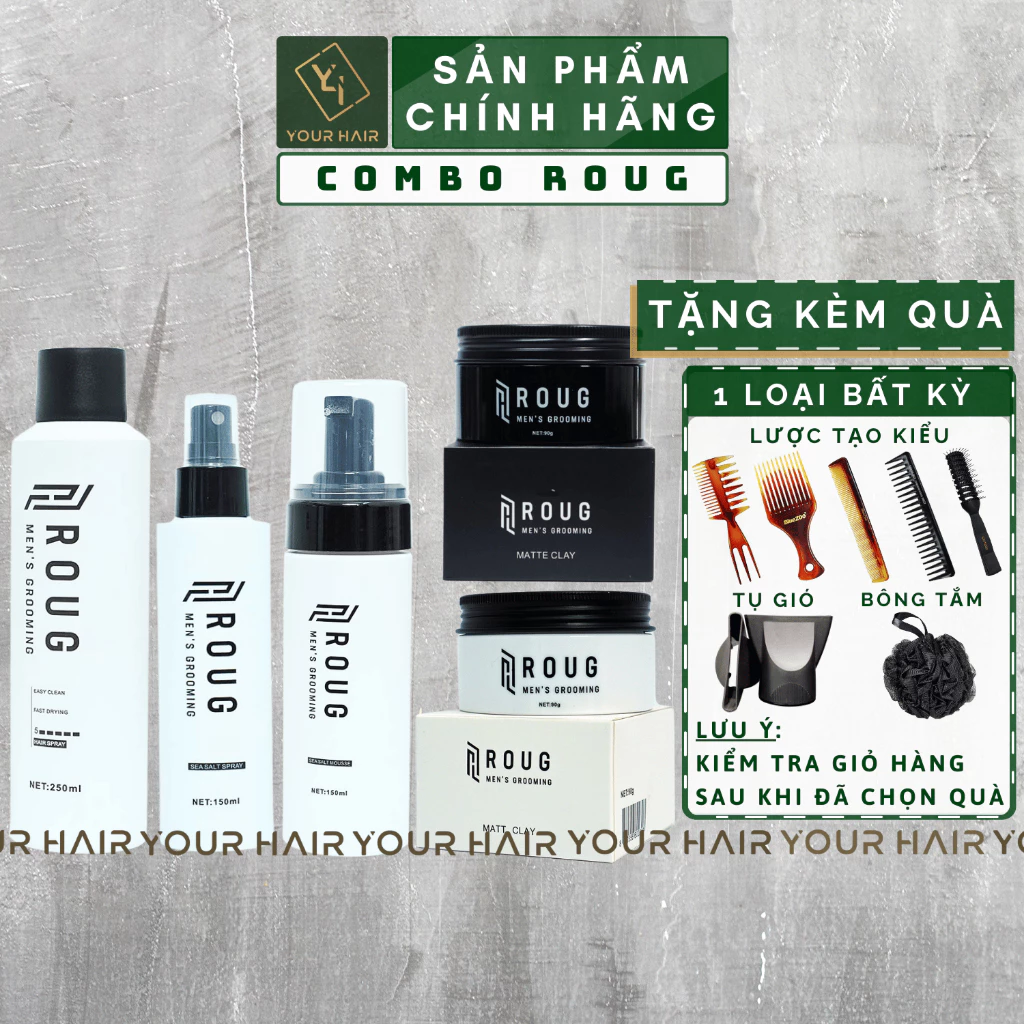 YOUR HAIR
SẢN PHẨM
CHÍNH HÃNG
COMBO ROUG
TẶNG KÈM QUÀ
1 LOẠI BẤT KỲ
LƯỢC TẠO KIỂU
TỤ GIÓ
BÔNG TẮM
LƯU Ý:
KIỂM TRA GIỎ HÀNG
SAU KHI ĐÃ CHỌN QUÀ
ROUG
MEN'S GROOMING
EASY CLEAN
FAST DRYING
5
HAIR SPRAY
NET:250ml
ROUG
MEN'S GROOMING
SEA SALT SPRAY
NET:150ml
ROUG
MEN'S GROOMING
SEA SALT MOUSSE
NET:150ml
ROUG
MEN'S GROOMING
NET:90g
ROUG
MEN'S GROOMING
MATTE CLAY
ROUG
MEN'S GROOMING
NET:90g
ROUG
MEN'S GROOMING
NET:90g
MATT CLAY
R HAIR YOUR HAIR YOUR HAIR YOUR HAIR YOUR HAIR YO